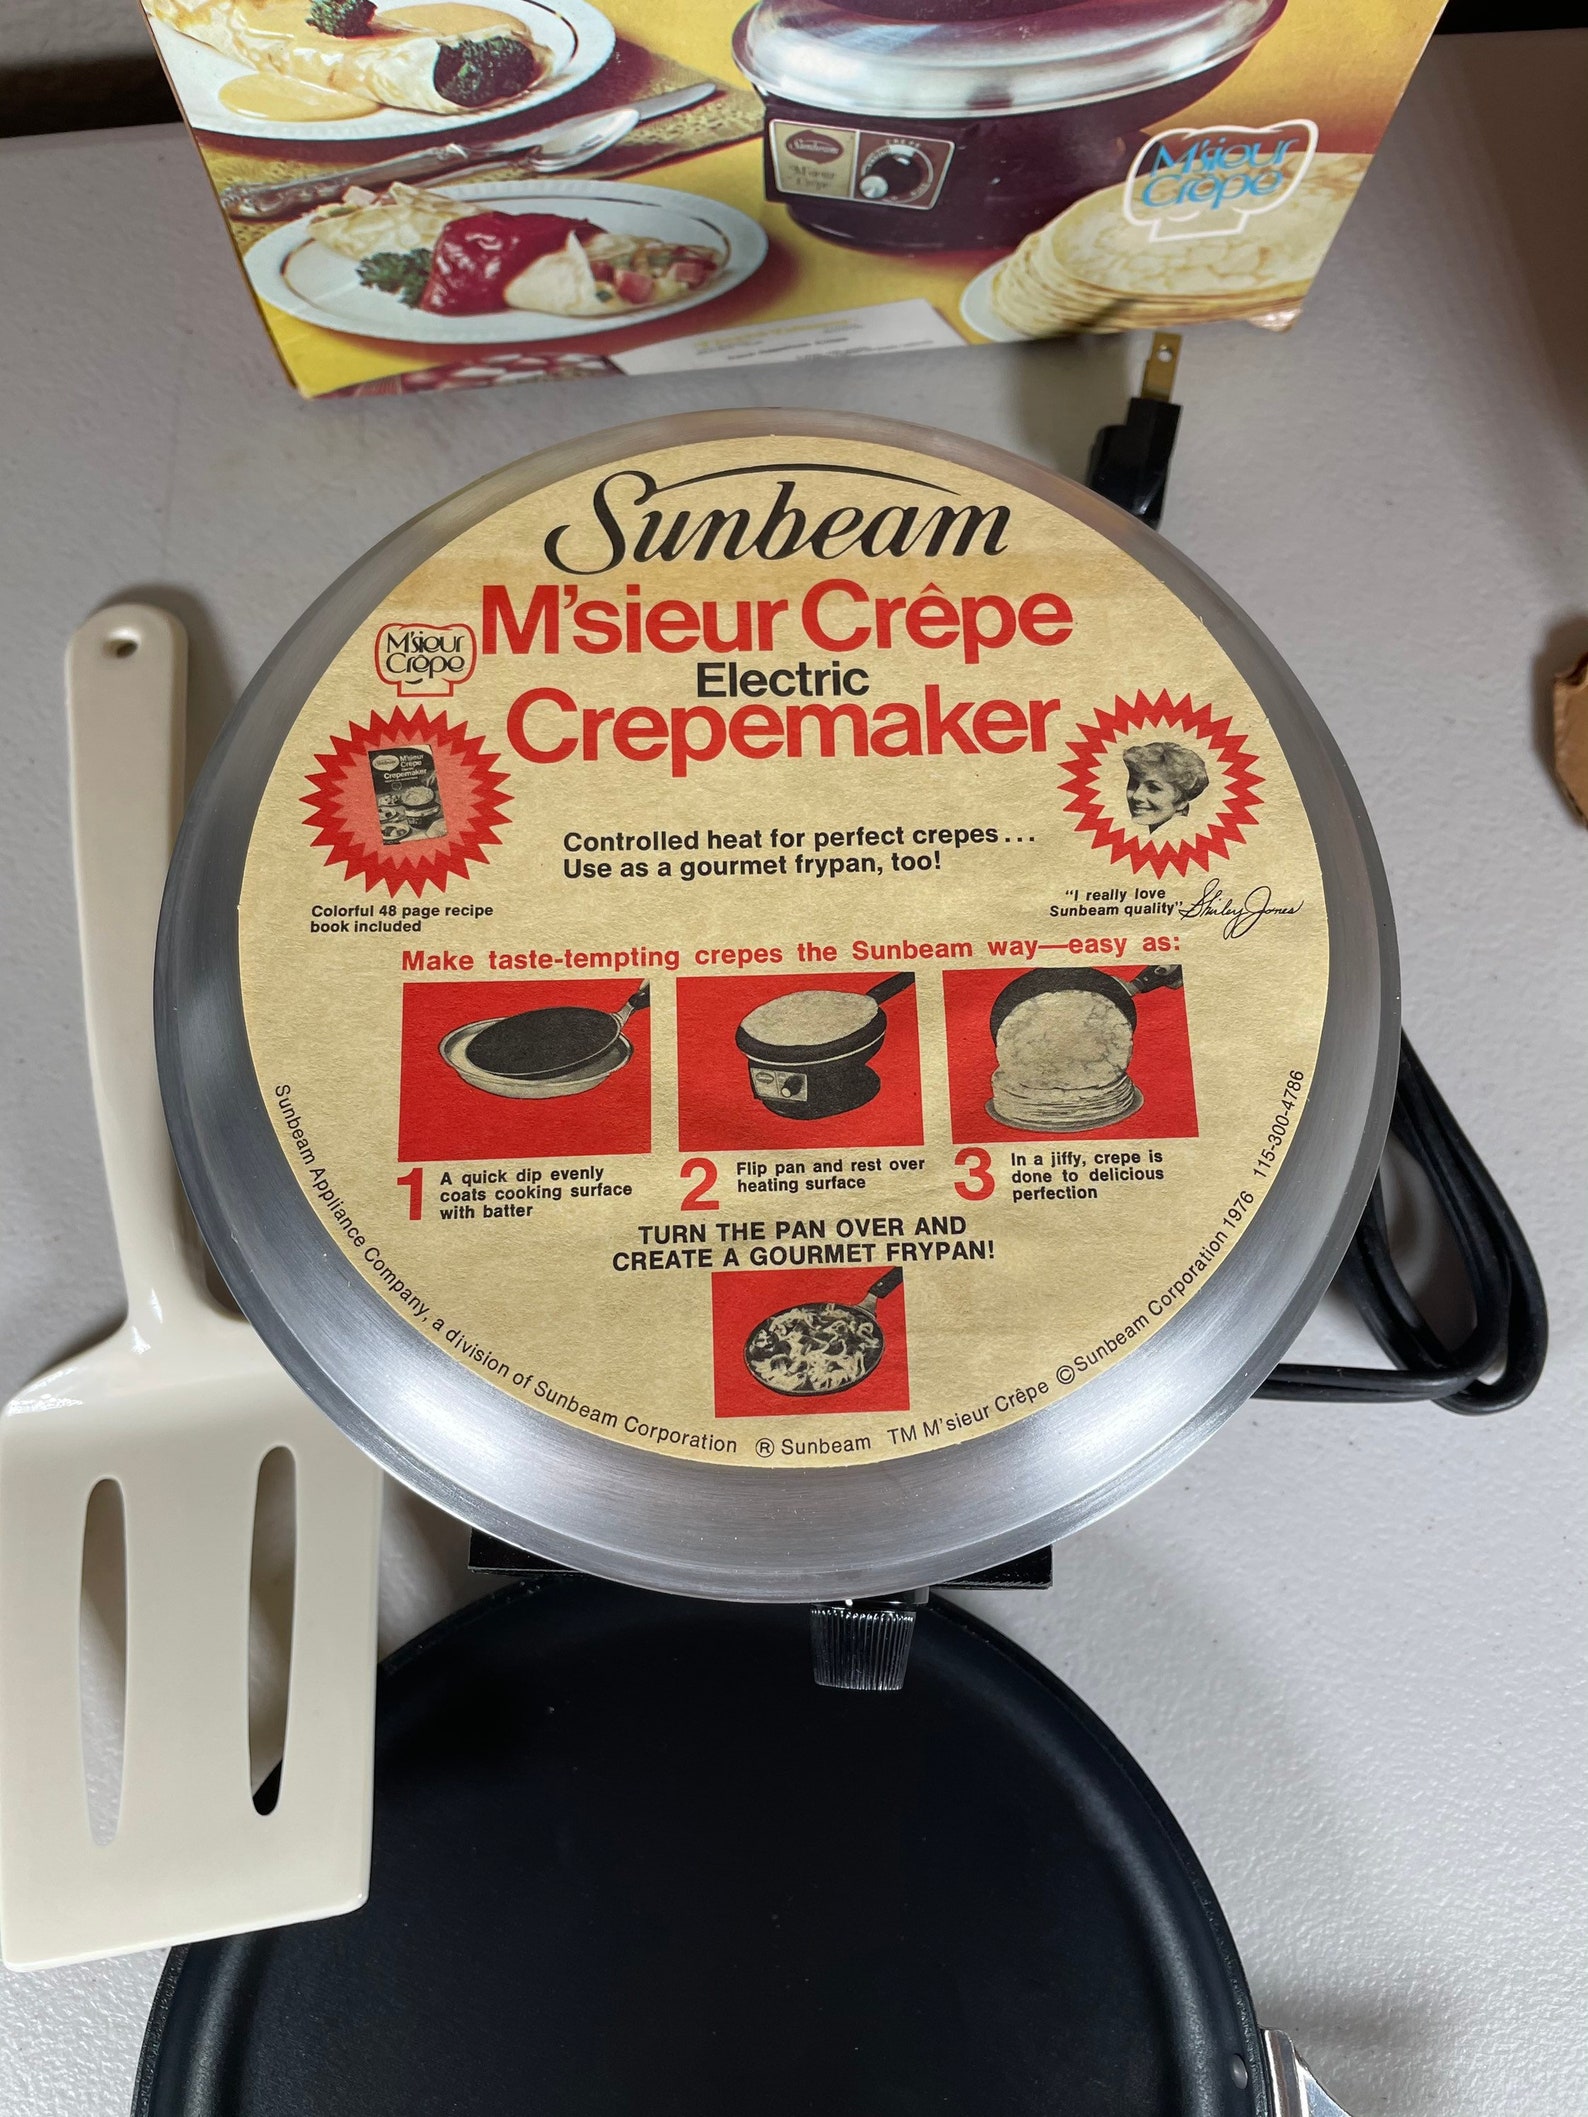 Sunbeam
M'sieur
Crêpe
M'sieur
Crêpe
Sunbeam
M'sieur Crêpe
Electric
Crepemaker
M'sieur
Crêpe
M'sieur
Crêpe
Crepemaker
Controlled heat for perfect crepes...
Use as a gourmet frypan, too!
Colorful 48 page recipe
book included
"I really love
Sunbeam quality" Shirley Jones
Make taste-tempting crepes the Sunbeam way—easy as:
1 A quick dip evenly
coats cooking surface
with batter
2 Flip pan and rest over
heating surface
3 In a jiffy, crepe is
done to delicious
perfection
TURN THE PAN OVER AND
CREATE A GOURMET FRYPAN!
Sunbeam Appliance Company, a division of Sunbeam Corporation ® Sunbeam TM M'sieur Crêpe © Sunbeam Corporation 1976 115-300-4786